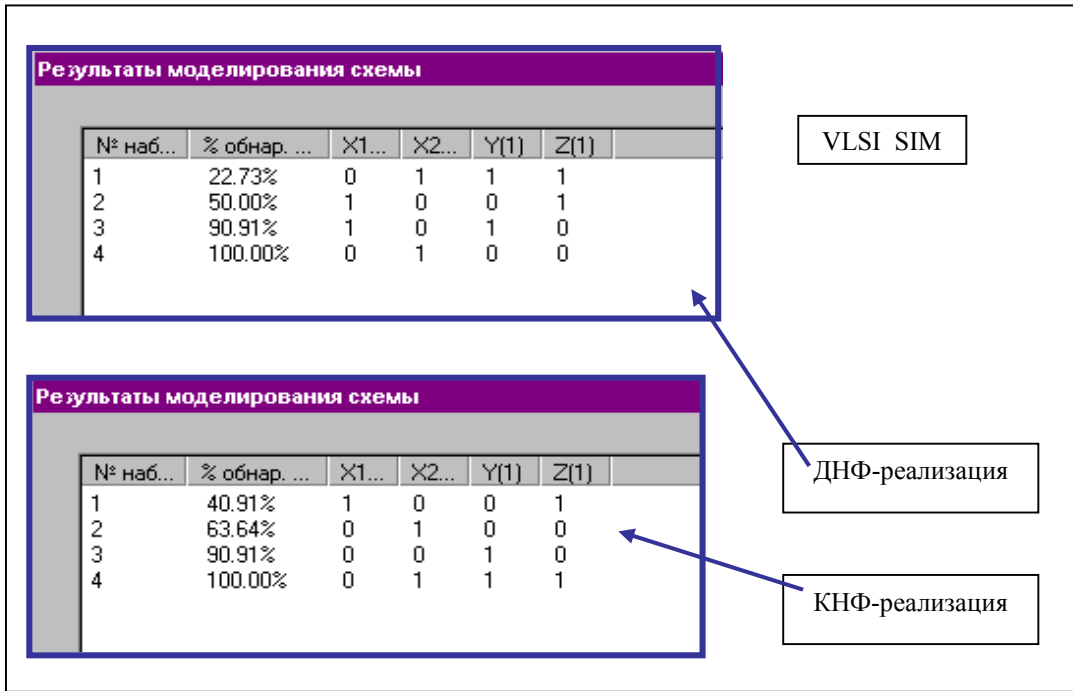 Результаты моделирования схемы
№ наб... % обнар. ... X1... X2... Y(1) Z(1)
1 22.73% 0 1 1 1
2 50.00% 1 0 0 1
3 90.91% 1 0 1 0
4 100.00% 0 1 0 0
VLSI SIM
Результаты моделирования схемы
№ наб... % обнар. ... X1... X2... Y(1) Z(1)
1 40.91% 1 0 0 1
2 63.64% 0 1 0 0
3 90.91% 0 0 1 0
4 100.00% 0 1 1 1
ДНФ-реализация
КНФ-реализация